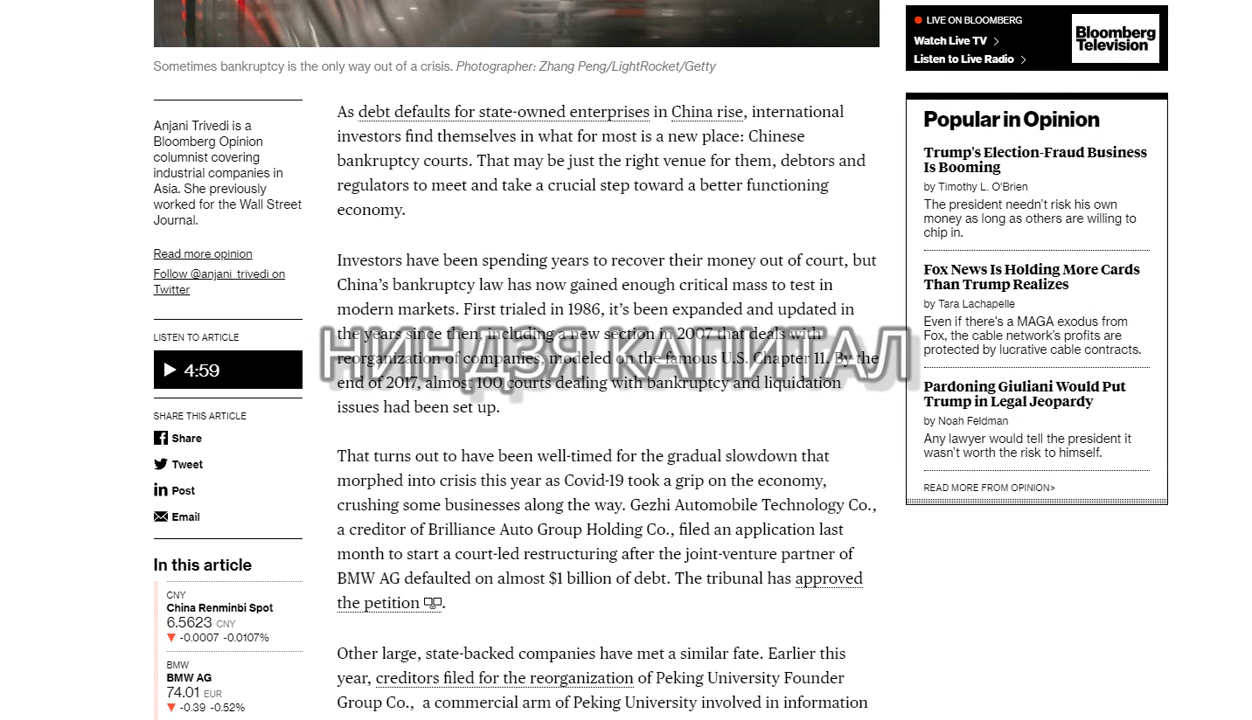 Sometimes bankruptcy is the only way out of a crisis. Photographer: Zhang Peng/LightRocket/Getty
Anjani Trivedi is a
Bloomberg Opinion
columnist covering
industrial companies in
Asia. She previously
worked for the Wall Street
Journal.
Read more opinion
Follow @anjani_trivedi on
Twitter
LISTEN TO ARTICLE
4:59
SHARE THIS ARTICLE
Share
Tweet
Post
Email
In this article
CNY
China Renminbi Spot
6.5623 CNY
▼ -0.0007 -0.0107%
BMW
BMW AG
74.01 EUR
▼ -0.39 -0.52%
As debt defaults for state-owned enterprises in China rise, international
investors find themselves in what for most is a new place: Chinese
bankruptcy courts. That may be just the right venue for them, debtors and
regulators to meet and take a crucial step toward a better functioning
economy.
Investors have been spending years to recover their money out of court, but
China’s bankruptcy law has now gained enough critical mass to test in
modern markets. First trialed in 1986, it’s been expanded and updated in
the years since then, including a new section in 2007 that deals with
reorganization of companies, modeled on the famous U.S. Chapter 11. By the
end of 2017, almost 100 courts dealing with bankruptcy and liquidation
issues had been set up.
НИНДЗЯ КАПИТАЛ
That turns out to have been well-timed for the gradual slowdown that
morphed into crisis this year as Covid-19 took a grip on the economy,
crushing some businesses along the way. Gezhi Automobile Technology Co.,
a creditor of Brilliance Auto Group Holding Co., filed an application last
month to start a court-led restructuring after the joint-venture partner of
BMW AG defaulted on almost $1 billion of debt. The tribunal has approved
the petition.
Other large, state-backed companies have met a similar fate. Earlier this
year, creditors filed for the reorganization of Peking University Founder
Group Co., a commercial arm of Peking University involved in information
LIVE ON BLOOMBERG
Watch Live TV >
Listen to Live Radio >
Bloomberg
Television
Popular in Opinion
Trump's Election-Fraud Business
Is Booming
by Timothy L. O'Brien
The president needn’t risk his own
money as long as others are willing to
chip in.
Fox News Is Holding More Cards
Than Trump Realizes
by Tara Lachapelle
Even if there’s a MAGA exodus from
Fox, the cable network’s profits are
protected by lucrative cable contracts.
Pardoning Giuliani Would Put
Trump in Legal Jeopardy
by Noah Feldman
Any lawyer would tell the president it
wasn’t worth the risk to himself.
READ MORE FROM OPINION>